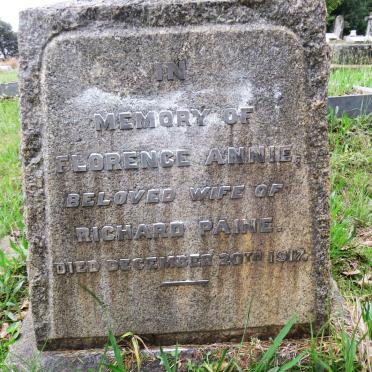 IN
MEMORY OF
FLORENCE ANNIE,
BELOVED WIFE OF
RICHARD PAINE.
DIED DECEMBER 20TH 1917.